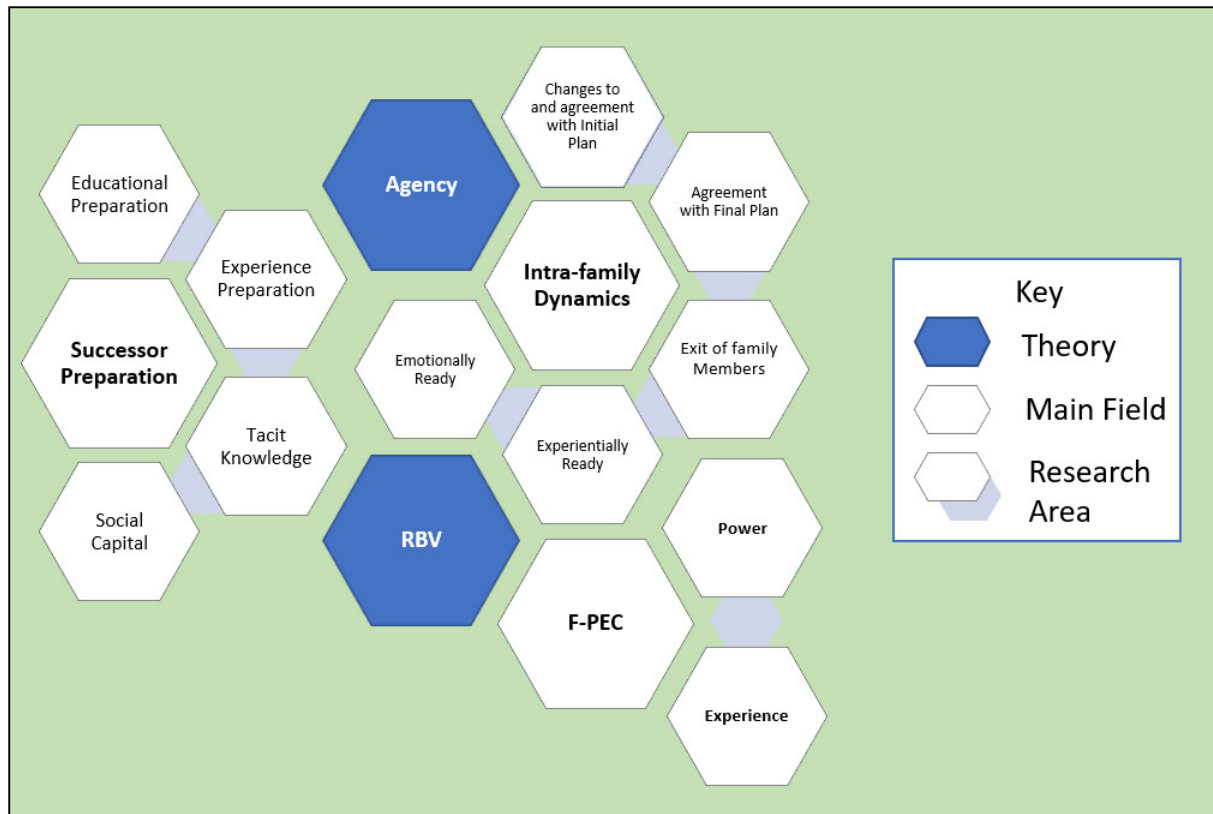 Changes to
and agreement
with Initial
Plan
Educational
Preparation
Agency
Agreement
with Final Plan
Experience
Preparation
Intra-family
Dynamics
Successor
Preparation
Emotionally
Ready
Exit of family
Members
Tacit
Knowledge
Experientially
Ready
Social
Capital
RBV
Power
F-PEC
Experience
Key
Theory
Main Field
Research
Area